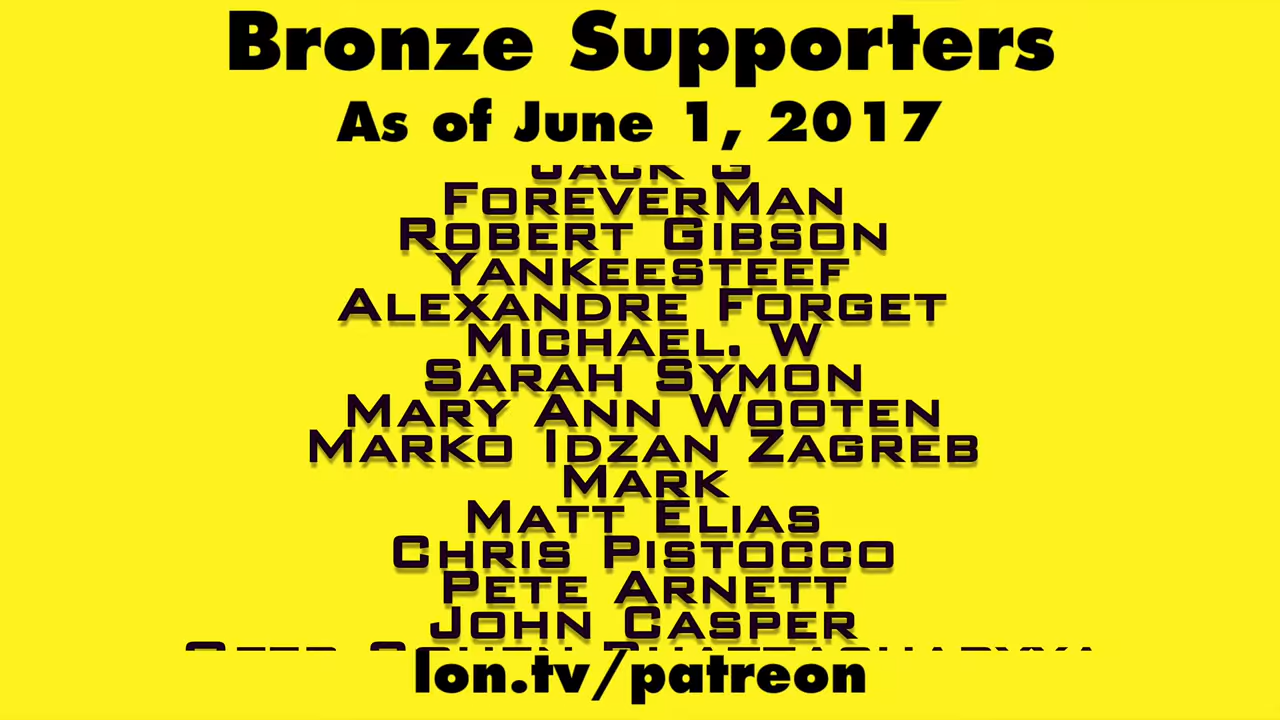 Bronze Supporters
As of June 1, 2017
Jack G
ForeverMan
Robert Gibson
Yankeesteef
Alexandre Forget
Michael. W
Sarah Symon
Mary Ann Wooten
Marko Idzan Zagreb
Mark
Matt Elias
Chris Pistocco
Pete Arnett
John Casper
lon.tv/patreon